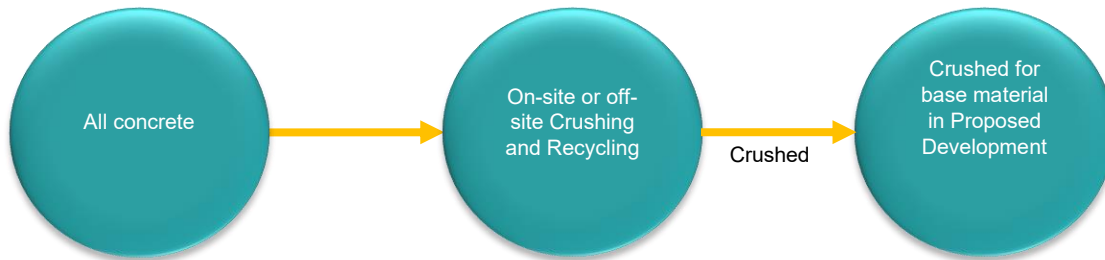 All concrete
On-site or off-
site Crushing
and Recycling
Crushed
Crushed for
base material
in Proposed
Development